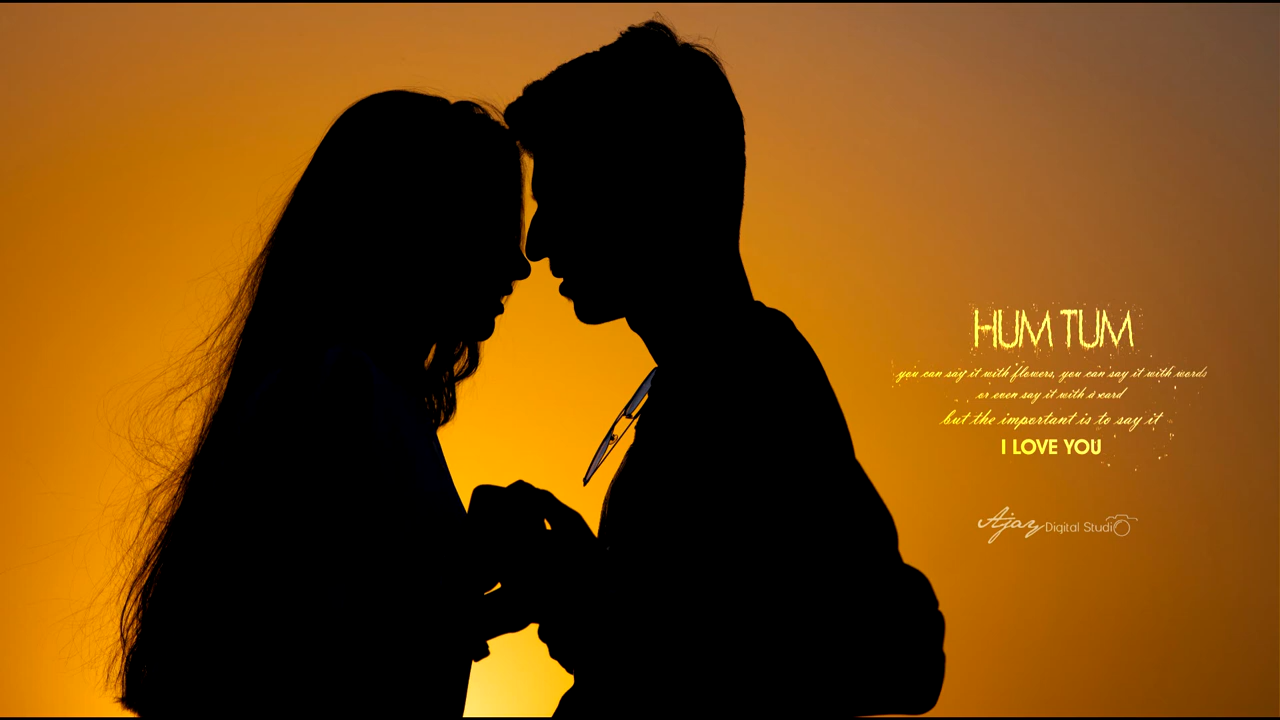 HUM TUM
you can say it with flowers, you can say it with words
or even say it with a card
but the important is to say it
I LOVE YOU
Ajay Digital Studio